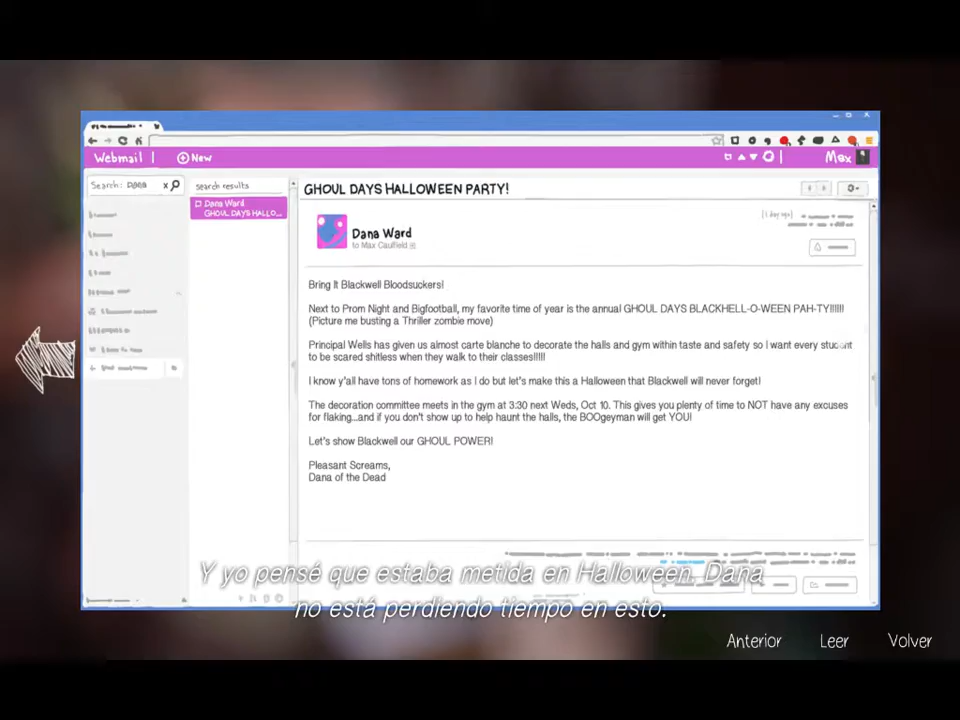 Webmail | New
Max
Search: Dana x
search results
GHOUL DAYS HALLOWEEN PARTY!
Dana Ward
GHOUL DAYS HALLO...
[1 day ago]
Dana Ward
to Max Caulfield
Bring It Blackwell Bloodsuckers!
Next to Prom Night and Bigfootball, my favorite time of year is the annual GHOUL DAYS BLACKHELL-O-WEEN PAH-TY!!!!!
(Picture me busting a Thriller zombie move)
Principal Wells has given us almost carte blanche to decorate the halls and gym within taste and safety so I want every student
to be scared shitless when they walk to their classes!!!!!
I know y'all have tons of homework as I do but let's make this a Halloween that Blackwell will never forget!
The decoration committee meets in the gym at 3:30 next Weds, Oct 10. This gives you plenty of time to NOT have any excuses
for flaking...and if you don't show up to help haunt the halls, the BOOgeyman will get YOU!
Let's show Blackwell our GHOUL POWER!
Pleasant Screams,
Dana of the Dead
Y yo pensé que estaba metida en Halloween. Dana
no está perdiendo tiempo en esto.
Anterior Leer Volver